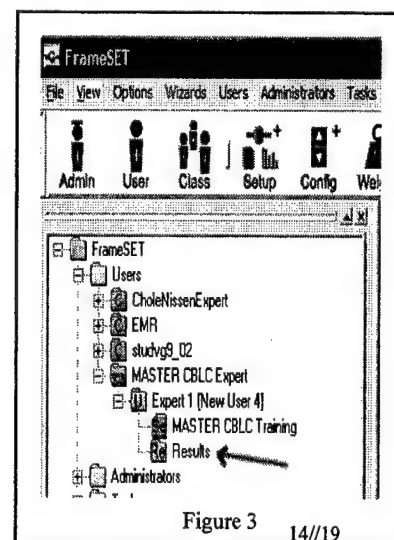 FrameSET
File View Options Wizards Users Administrators Tasks
Admin User Class Setup Config
FrameSET
Users
CholeNissenExpert
EMR
studvg9_02
MASTER CBLC Expert
Expert 1 [New User 4]
MASTER CBLC Training
Results
Administrators
Figure 3
14//19